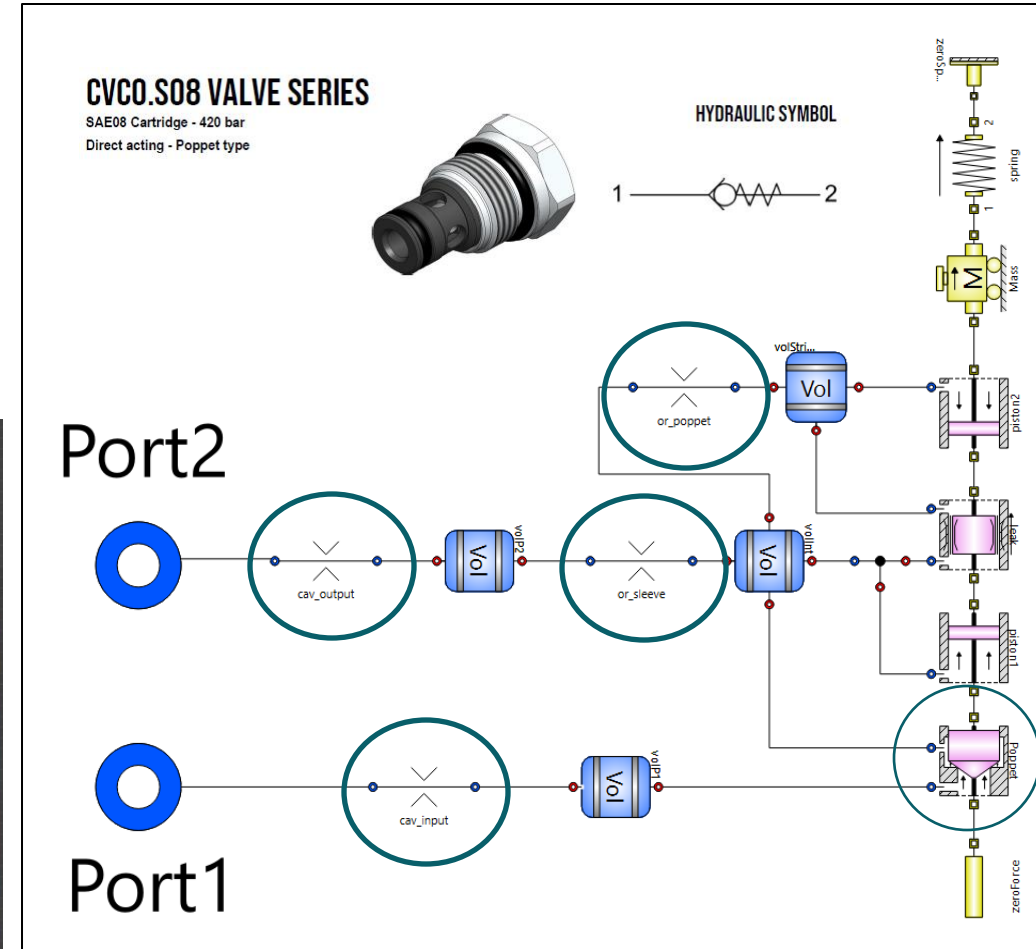 CVC0.S08 VALVE SERIES
SAE08 Cartridge - 420 bar
Direct acting - Poppet type
HYDRAULIC SYMBOL
1
2
zeroSp...
2
spring
1
M
Mass
volStri...
Vol
or_poppet
piston2
Port2
cav_output
Vol
volP2
or_sleeve
Vol
volInt1
leak
piston1
Poppet
cav_input
Vol
volP1
Port1
zeroForce